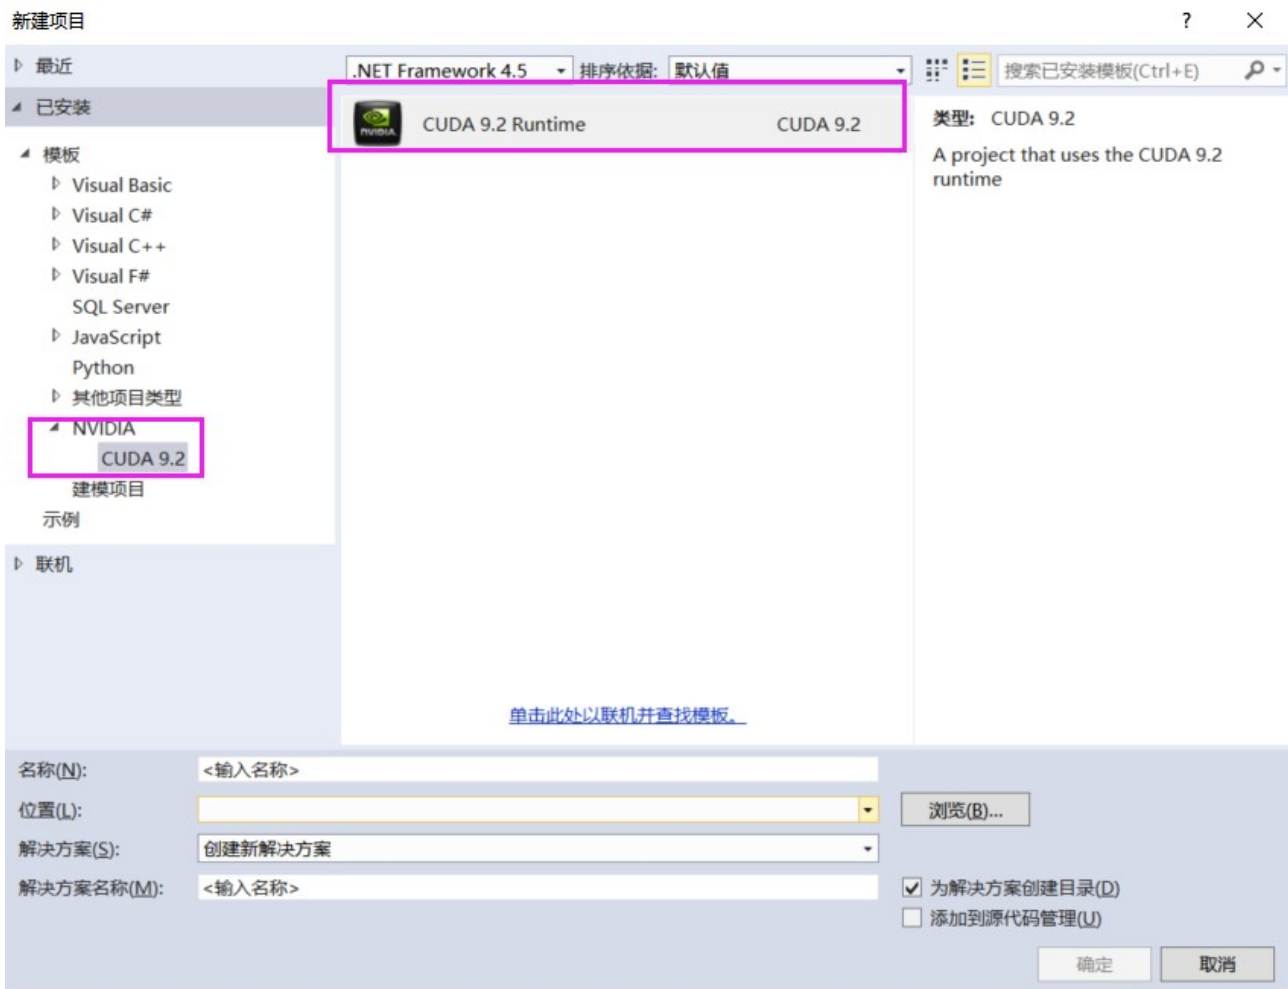 新建项目
? ×
最近
.NET Framework 4.5 排序依据: 默认值 搜索已安装模板(Ctrl+E)
已安装
NVIDIA CUDA 9.2 Runtime CUDA 9.2
类型: CUDA 9.2
A project that uses the CUDA 9.2
runtime
模板
Visual Basic
Visual C#
Visual C++
Visual F#
SQL Server
JavaScript
Python
其他项目类型
NVIDIA
CUDA 9.2
建模项目
示例
联机
单击此处以联机并查找模板。
名称(N): <输入名称>
位置(L): 浏览(B)...
解决方案(S): 创建新解决方案
解决方案名称(M): <输入名称>
为解决方案创建目录(D)
添加到源代码管理(U)
确定 取消